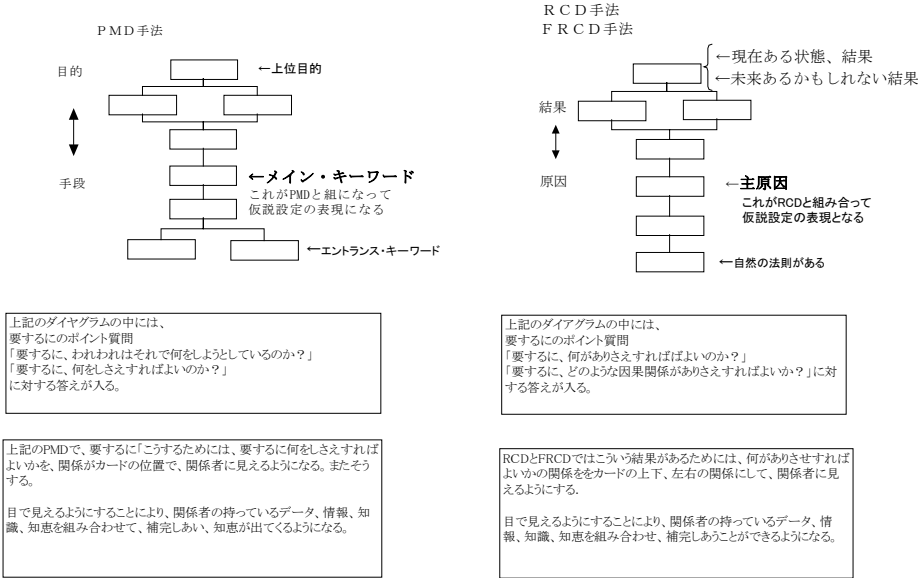 PMD手法
目的
←上位目的
手段
←メイン・キーワード
これがPMDと組になって
仮説設定の表現になる
←エントランス・キーワード
上記のダイヤグラムの中には、
要するにのポイント質問
「要するに、われわれはそれで何をしようとしているのか？」
「要するに、何をしさえすればよいのか？」
に対する答えが入る。
上記のPMDで、要するに「こうするためには、要するに何をしさえすれば
よいかを、関係がカードの位置で、関係者に見えるようになる。またそう
する。
目で見えるようにすることにより、関係者の持っているデータ、情報、知
識、知恵を組み合わせて、補完しあい、知恵が出てくるようになる。
ＲＣＤ手法
ＦＲＣＤ手法
←現在ある状態、結果
←未来あるかもしれない結果
結果
原因
←主原因
これがRCDと組み合って
仮説設定の表現となる
←自然の法則がある
上記のダイアグラムの中には、
要するにのポイント質問
「要するに、何がありさえすればばよいのか？」
「要するに、どのような因果関係がありさえすればよいか？」に対
する答えが入る。
RCDとFRCDではこういう結果があるためには、何がありさせすれば
よいかの関係ををカードの上下、左右の関係にして、関係者に見
えるようにする.
目で見えるようにすることにより、関係者の持っているデータ、情
報、知識、知恵を組み合わせ、補完しあうことができるようになる。